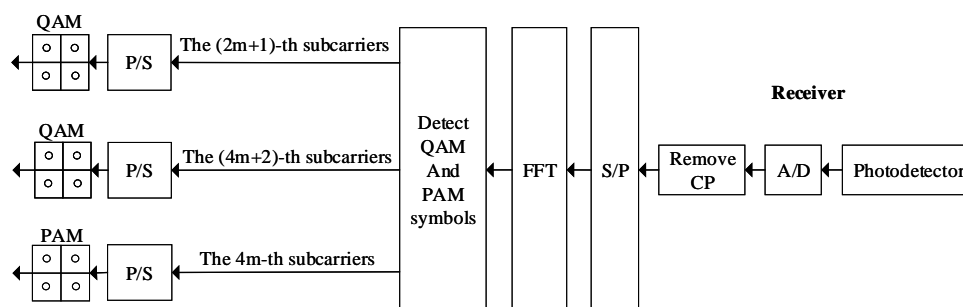 QAM
P/S
The (2m+1)-th subcarriers
Receiver
QAM
P/S
The (4m+2)-th subcarriers
Detect
QAM
And
PAM
symbols
FFT
S/P
Remove
CP
A/D
Photodetector
PAM
P/S
The 4m-th subcarriers